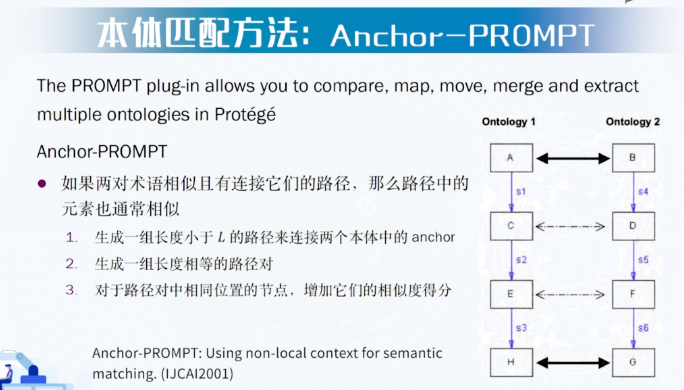 本体匹配方法：Anchor-PROMPT
The PROMPT plug-in allows you to compare, map, move, merge and extract
multiple ontologies in Protégé
Anchor-PROMPT
如果两对术语相似且有连接它们的路径，那么路径中的
元素也通常相似
1. 生成一组长度小于 L 的路径来连接两个本体中的 anchor
2. 生成一组长度相等的路径对
3. 对于路径对中相同位置的节点，增加它们的相似度得分
Anchor-PROMPT: Using non-local context for semantic
matching. (IJCAI2001)
Ontology 1 Ontology 2
A B
s1 s4
C D
s2 s5
E F
s3 s6
H G